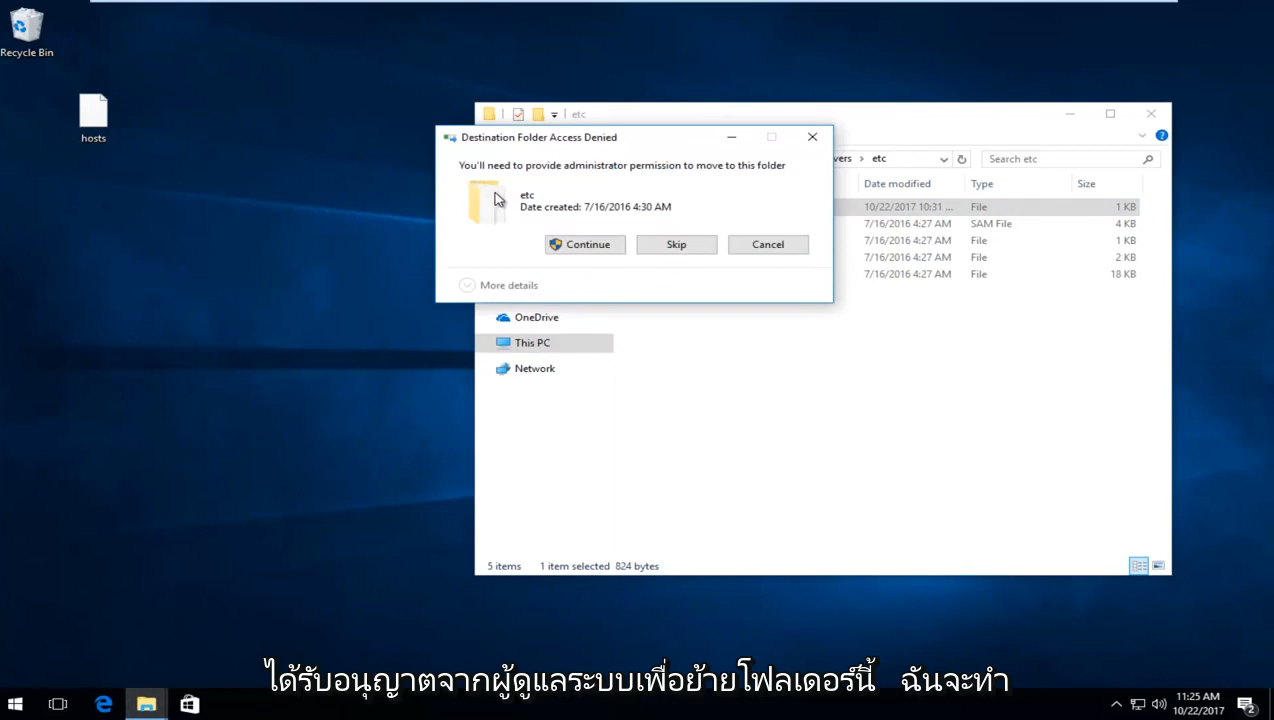 Recycle Bin
hosts
etc
Destination Folder Access Denied
You'll need to provide administrator permission to move to this folder
etc
Date created: 7/16/2016 4:30 AM
Continue
Skip
Cancel
More details
vers > etc
Search etc
Date modified
Type
Size
10/22/2017 10:31 ...
File
1 KB
7/16/2016 4:27 AM
SAM File
4 KB
7/16/2016 4:27 AM
File
1 KB
7/16/2016 4:27 AM
File
2 KB
7/16/2016 4:27 AM
File
18 KB
OneDrive
This PC
Network
5 items
1 item selected 824 bytes
ได้รับอนุญาตจากผู้ดูแลระบบเพื่อย้ายโฟลเดอร์นี้ ฉันจะทำ
11:25 AM
10/22/2017
2